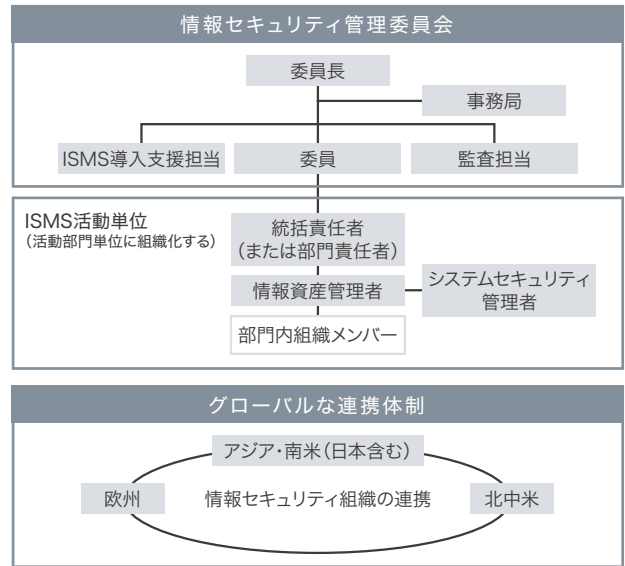 情報セキュリティ管理委員会
委員長
事務局
ISMS導入支援担当
委員
監査担当
ISMS活動単位
（活動部門単位に組織化する）
統括責任者
（または部門責任者）
情報資産管理者
システムセキュリティ
管理者
部門内組織メンバー
グローバルな連携体制
アジア・南米（日本含む）
欧州
情報セキュリティ組織の連携
北中米